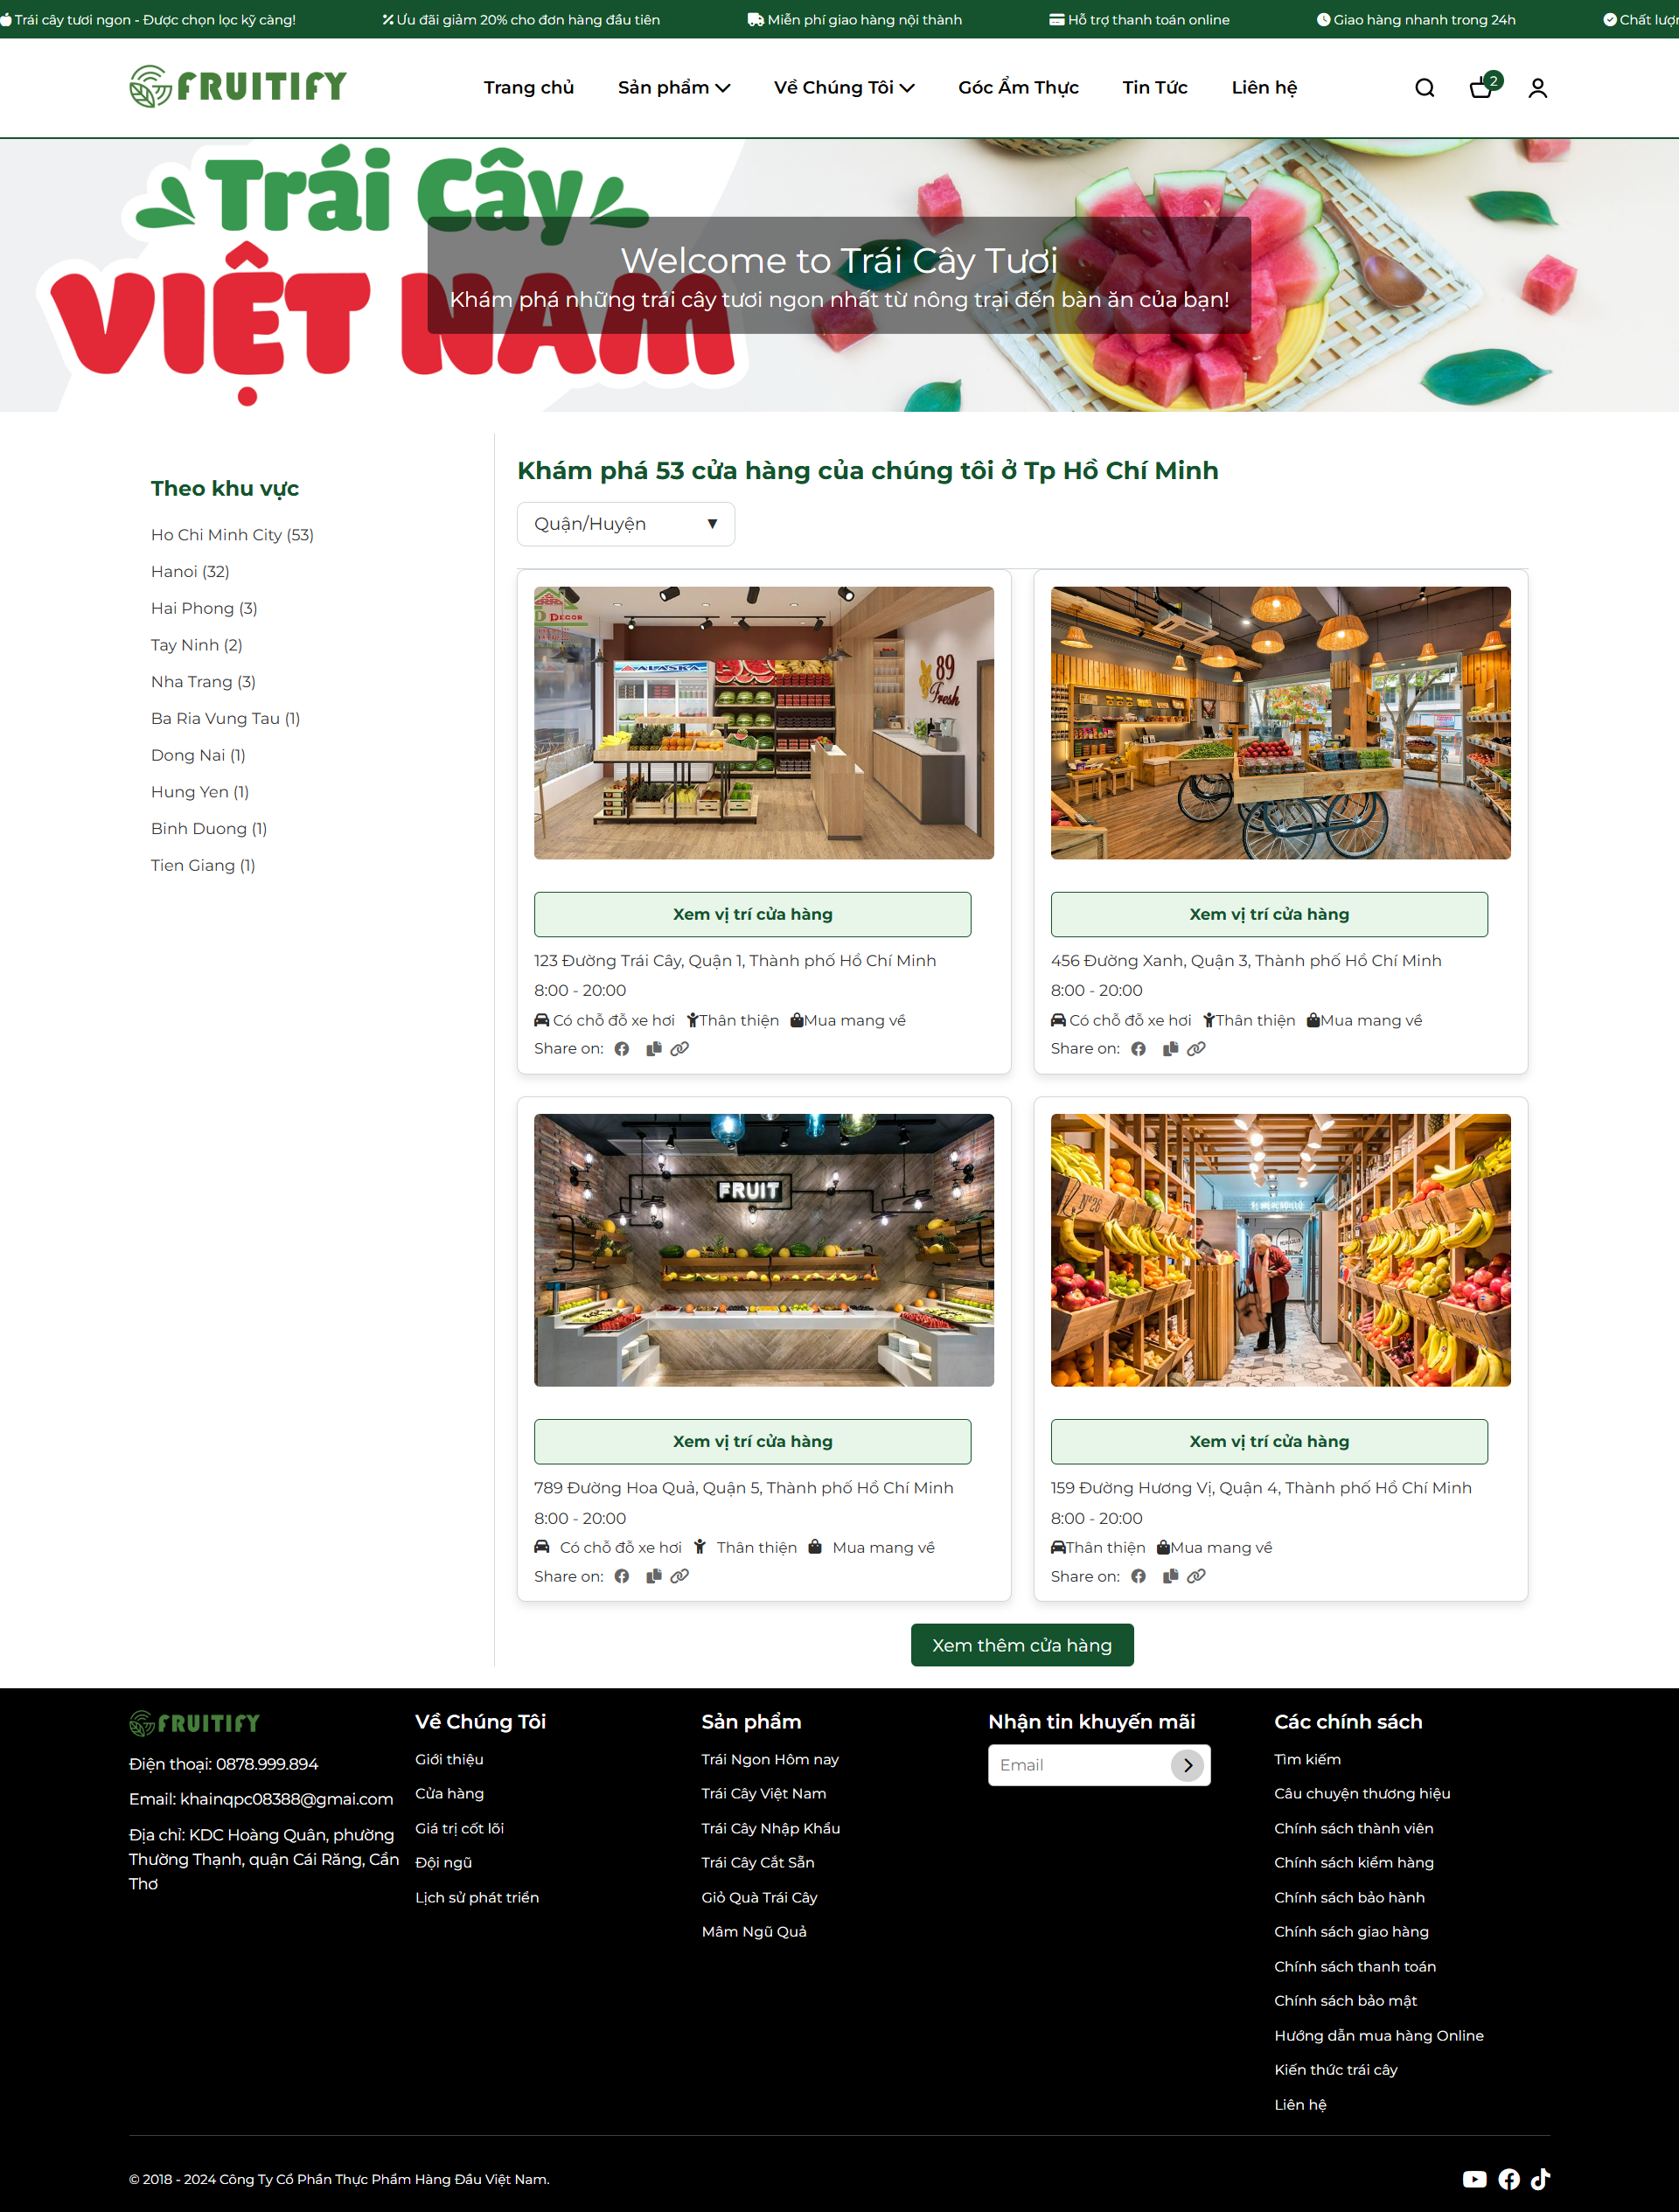 Trái cây tươi ngon - Được chọn lọc kỹ càng!
Ưu đãi giảm 20% cho đơn hàng đầu tiên
Miễn phí giao hàng nội thành
Hỗ trợ thanh toán online
Giao hàng nhanh trong 24h
Chất lượn
FRUITIFY
Trang chủ
Sản phẩm
Về Chúng Tôi
Góc Ẩm Thực
Tin Tức
Liên hệ
2
Trái Cây
VIỆT NAM
Welcome to Trái Cây Tươi
Khám phá những trái cây tươi ngon nhất từ nông trại đến bàn ăn của bạn!
Theo khu vực
Ho Chi Minh City (53)
Hanoi (32)
Hai Phong (3)
Tay Ninh (2)
Nha Trang (3)
Ba Ria Vung Tau (1)
Dong Nai (1)
Hung Yen (1)
Binh Duong (1)
Tien Giang (1)
Khám phá 53 cửa hàng của chúng tôi ở Tp Hồ Chí Minh
Quận/Huyện
DECOR
ALASKA
89
Fresh
Xem vị trí cửa hàng
123 Đường Trái Cây, Quận 1, Thành phố Hồ Chí Minh
8:00 - 20:00
Có chỗ đỗ xe hơi Thân thiện Mua mang về
Share on:
Xem vị trí cửa hàng
456 Đường Xanh, Quận 3, Thành phố Hồ Chí Minh
8:00 - 20:00
Có chỗ đỗ xe hơi Thân thiện Mua mang về
Share on:
FRUIT
Xem vị trí cửa hàng
789 Đường Hoa Quả, Quận 5, Thành phố Hồ Chí Minh
8:00 - 20:00
Có chỗ đỗ xe hơi Thân thiện Mua mang về
Share on:
Nº26
Nº34
Xem vị trí cửa hàng
159 Đường Hương Vị, Quận 4, Thành phố Hồ Chí Minh
8:00 - 20:00
Thân thiện Mua mang về
Share on:
Xem thêm cửa hàng
FRUITIFY
Điện thoại: 0878.999.894
Email: khainqpc08388@gmai.com
Địa chỉ: KDC Hoàng Quân, phường
Thường Thạnh, quận Cái Răng, Cần
Thơ
Về Chúng Tôi
Giới thiệu
Cửa hàng
Giá trị cốt lõi
Đội ngũ
Lịch sử phát triển
Sản phẩm
Trái Ngon Hôm nay
Trái Cây Việt Nam
Trái Cây Nhập Khẩu
Trái Cây Cắt Sẵn
Giỏ Quà Trái Cây
Mâm Ngũ Quả
Nhận tin khuyến mãi
Email
Các chính sách
Tìm kiếm
Câu chuyện thương hiệu
Chính sách thành viên
Chính sách kiểm hàng
Chính sách bảo hành
Chính sách giao hàng
Chính sách thanh toán
Chính sách bảo mật
Hướng dẫn mua hàng Online
Kiến thức trái cây
Liên hệ
© 2018 - 2024 Công Ty Cổ Phần Thực Phẩm Hàng Đầu Việt Nam.